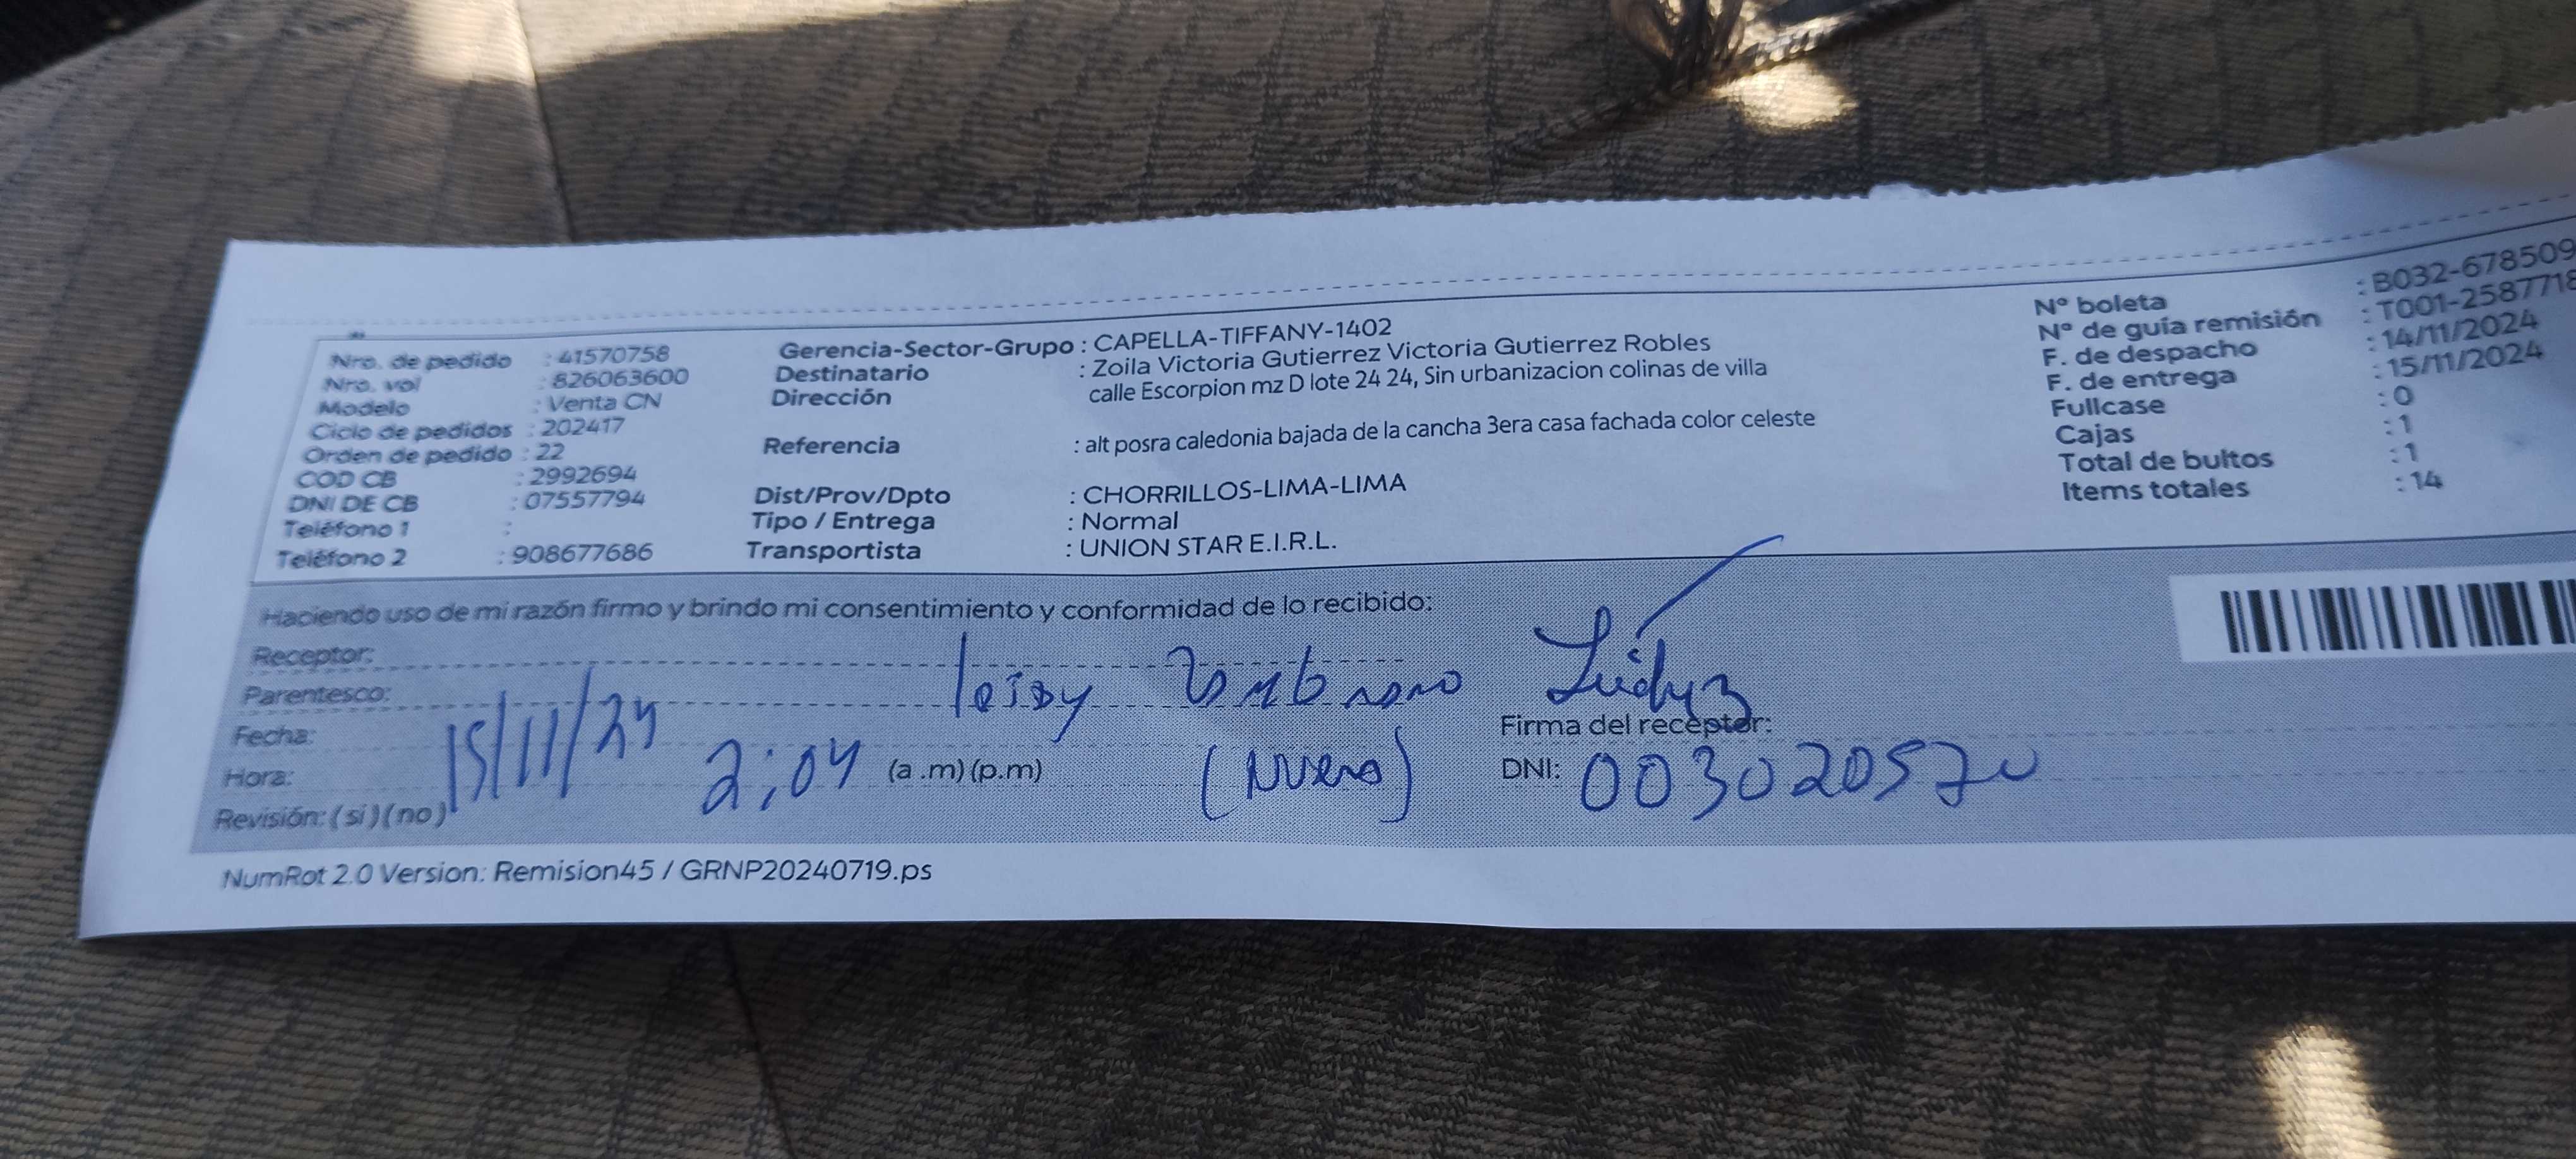 Nro. de pedido : 41570758
Nro. vol : 826063600
Modelo : Venta CN
Ciclo de pedidos : 202417
Orden de pedido : 22
COD CB : 2992694
DNI DE CB : 07557794
Teléfono 1 :
Teléfono 2 : 908677686
Gerencia-Sector-Grupo : CAPELLA-TIFFANY-1402
Destinatario : Zoila Victoria Gutierrez Victoria Gutierrez Robles
Dirección calle Escorpion mz D lote 24 24, Sin urbanizacion colinas de villa
Referencia : alt posra caledonia bajada de la cancha 3era casa fachada color celeste
Dist/Prov/Dpto : CHORRILLOS-LIMA-LIMA
Tipo / Entrega : Normal
Transportista : UNION STAR E.I.R.L.
Nº boleta : B032-678509
Nº de guía remisión : T001-2587718
F. de despacho : 14/11/2024
F. de entrega : 15/11/2024
Fullcase : 0
Cajas : 1
Total de bultos : 1
Items totales : 14
Haciendo uso de mi razón firmo y brindo mi consentimiento y conformidad de lo recibido:
Receptor:
Parentesco:
Fecha: 15/11/24
Hora: 2:04 (a .m) (p.m)
Revisión: ( si ) ( no )
(Nuera)
Firma del receptor:
DNI: 003020570
NumRot 2.0 Version: Remision45 / GRNP20240719.ps